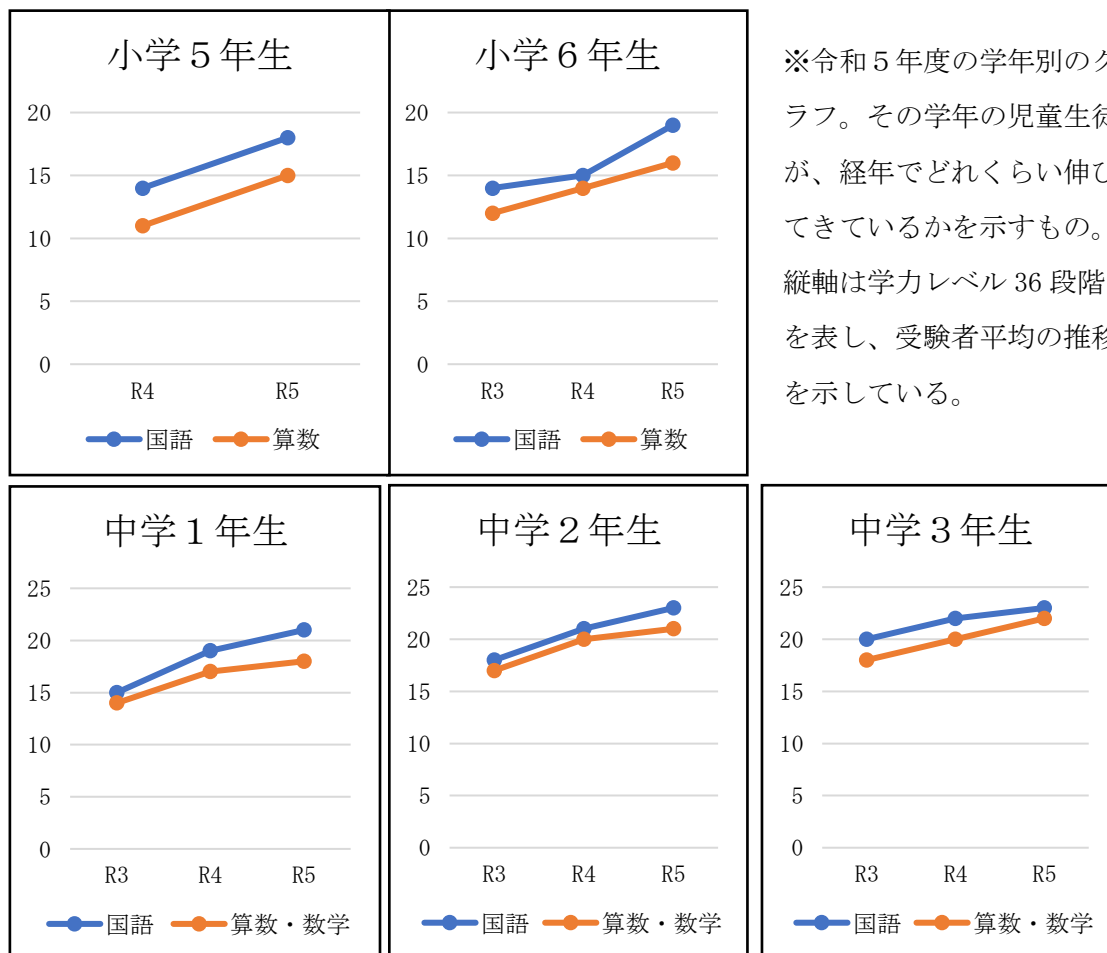 小学５年生
20
15
10
5
0
R4 R5
国語 算数
小学６年生
20
15
10
5
0
R3 R4 R5
国語 算数
※令和５年度の学年別のグ
ラフ。その学年の児童生徒
が、経年でどれくらい伸び
てきているかを示すもの。
縦軸は学力レベル 36 段階
を表し、受験者平均の推移
を示している。
中学１年生
25
20
15
10
5
0
R3 R4 R5
国語 算数・数学
中学２年生
25
20
15
10
5
0
R3 R4 R5
国語 算数・数学
中学３年生
25
20
15
10
5
0
R3 R4 R5
国語 算数・数学